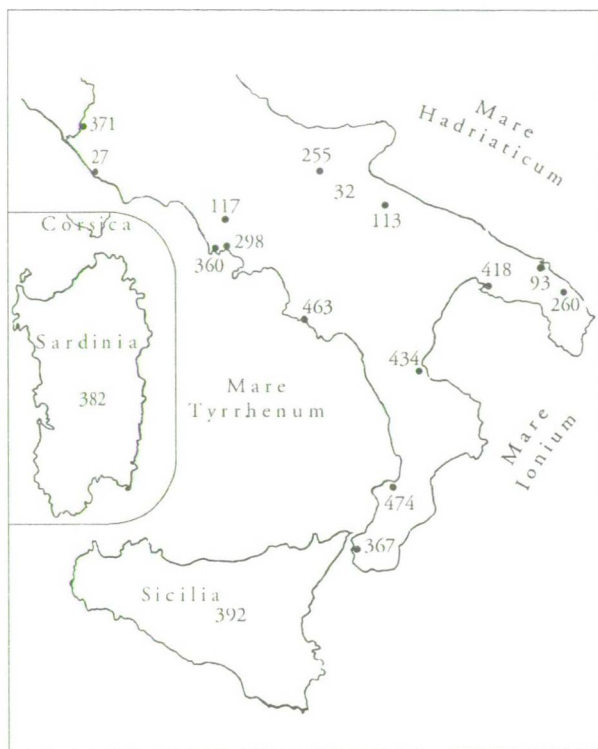 Mare
Hadriaticum
371
27
255
32
117
113
Corsica
298
360
93
418
260
463
Sardinia
434
382
Mare
Tyrrhenum
Mare
Ionium
474
367
Sicilia
392